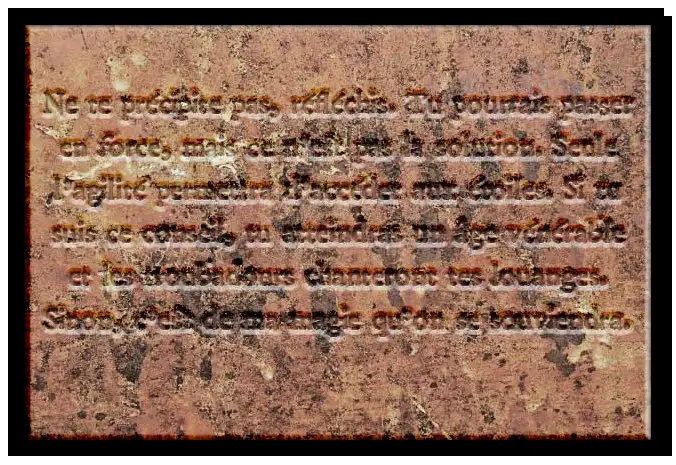 Ne te précipite pas, réfléchis. Tu pourrais passer
en force, mais ce n'est pas la solution. Seule
l'agilité permettra d'accéder aux étoiles. Si tu
suis ce conseil, tu atteindras un âge vénérable
et les troubadours chanteront tes louanges.
Sinon, c'est de ma magie qu'on se souviendra.